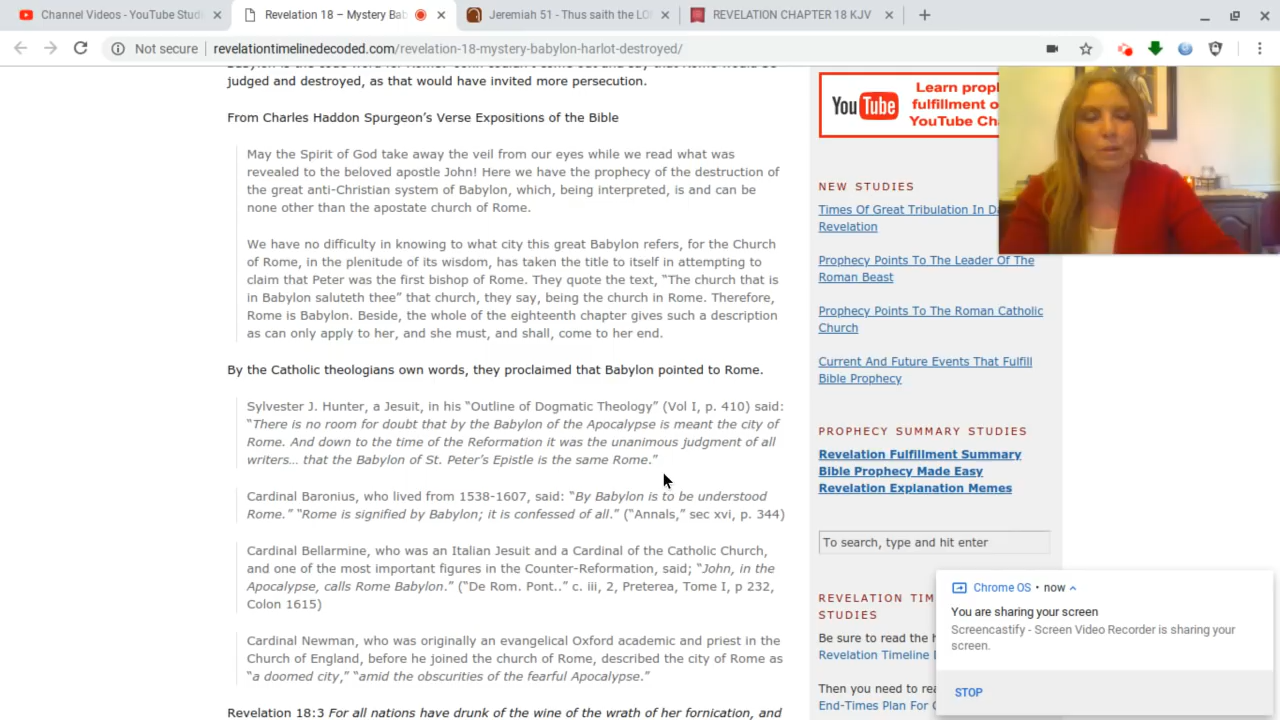 Channel Videos - YouTube Stud
Revelation 18 – Mystery Bab
Jeremiah 51 - Thus saith the LO
REVELATION CHAPTER 18 KJV
Not secure
revelationtimelinedecoded.com/revelation-18-mystery-babylon-harlot-destroyed/
judged and destroyed, as that would have invited more persecution.
From Charles Haddon Spurgeon’s Verse Expositions of the Bible
May the Spirit of God take away the veil from our eyes while we read what was
revealed to the beloved apostle John! Here we have the prophecy of the destruction of
the great anti-Christian system of Babylon, which, being interpreted, is and can be
none other than the apostate church of Rome.
We have no difficulty in knowing to what city this great Babylon refers, for the Church
of Rome, in the plenitude of its wisdom, has taken the title to itself in attempting to
claim that Peter was the first bishop of Rome. They quote the text, “The church that is
in Babylon saluteth thee” that church, they say, being the church in Rome. Therefore,
Rome is Babylon. Beside, the whole of the eighteenth chapter gives such a description
as can only apply to her, and she must, and shall, come to her end.
By the Catholic theologians own words, they proclaimed that Babylon pointed to Rome.
Sylvester J. Hunter, a Jesuit, in his “Outline of Dogmatic Theology” (Vol I, p. 410) said:
“There is no room for doubt that by the Babylon of the Apocalypse is meant the city of
Rome. And down to the time of the Reformation it was the unanimous judgment of all
writers… that the Babylon of St. Peter’s Epistle is the same Rome.”
Cardinal Baronius, who lived from 1538-1607, said: “By Babylon is to be understood
Rome.” “Rome is signified by Babylon; it is confessed of all.” (“Annals,” sec xvi, p. 344)
Cardinal Bellarmine, who was an Italian Jesuit and a Cardinal of the Catholic Church,
and one of the most important figures in the Counter-Reformation, said; “John, in the
Apocalypse, calls Rome Babylon.” (“De Rom. Pont..” c. iii, 2, Preterea, Tome I, p 232,
Colon 1615)
Cardinal Newman, who was originally an evangelical Oxford academic and priest in the
Church of England, before he joined the church of Rome, described the city of Rome as
“a doomed city,” “amid the obscurities of the fearful Apocalypse.”
Revelation 18:3 For all nations have drunk of the wine of the wrath of her fornication, and
YouTube
Learn prop
fulfillment o
YouTube Ch
NEW STUDIES
Times Of Great Tribulation In Da
Revelation
Prophecy Points To The Leader Of The
Roman Beast
Prophecy Points To The Roman Catholic
Church
Current And Future Events That Fulfill
Bible Prophecy
PROPHECY SUMMARY STUDIES
Revelation Fulfillment Summary
Bible Prophecy Made Easy
Revelation Explanation Memes
To search, type and hit enter
REVELATION TIM
STUDIES
Be sure to read the h
Revelation Timeline
Then you need to rea
End-Times Plan For
Chrome OS • now
You are sharing your screen
Screencastify - Screen Video Recorder is sharing your
screen.
STOP